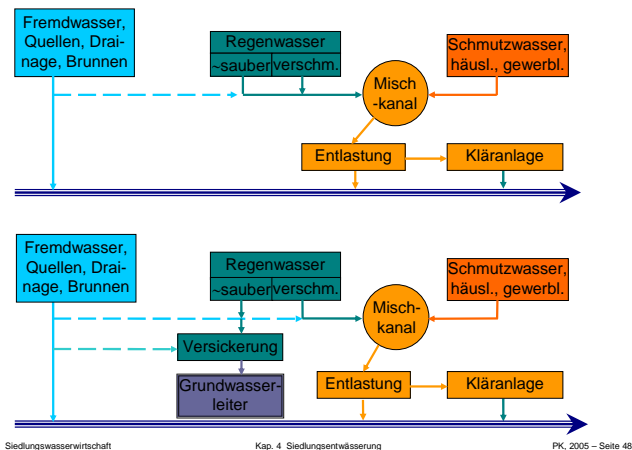 Fremdwasser,
Quellen, Drai-
nage, Brunnen
Regenwasser
~sauber verschm.
Schmutzwasser,
häusl., gewerbl.
Misch
-kanal
Entlastung
Kläranlage
Fremdwasser,
Quellen, Drai-
nage, Brunnen
Regenwasser
~sauber verschm.
Schmutzwasser,
häusl., gewerbl.
Misch-
kanal
Versickerung
Grundwasser-
leiter
Entlastung
Kläranlage
Siedlungswasserwirtschaft
Kap. 4 Siedlungsentwässerung
PK, 2005 – Seite 48